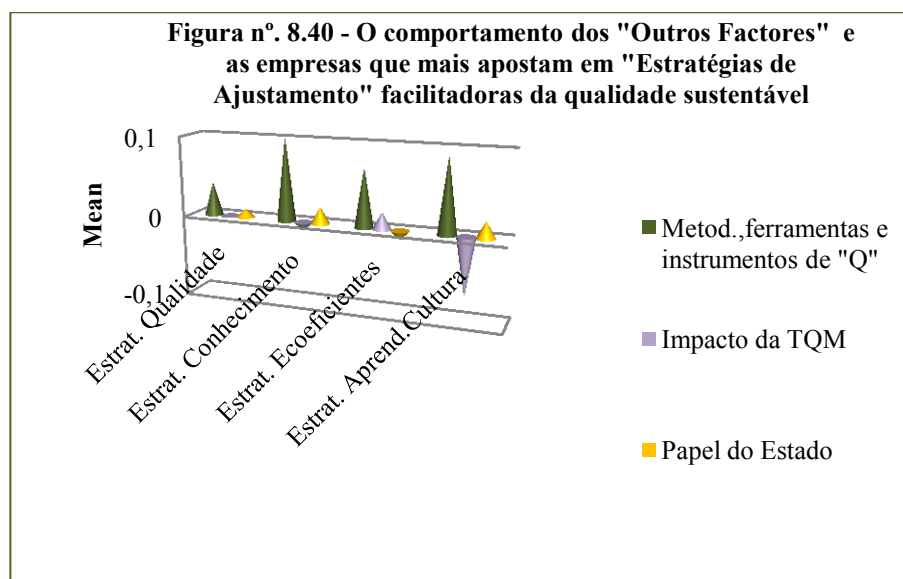 Figura nº. 8.40 - O comportamento dos "Outros Factores" e
as empresas que mais apostam em "Estratégias de
Ajustamento" facilitadoras da qualidade sustentável
0,1
0
-0,1
Mean
Estrat. Qualidade
Estrat. Conhecimento
Estrat. Ecoeficientes
Estrat. Aprend.Cultura
Metod.,ferramentas e
instrumentos de "Q"
Impacto da TQM
Papel do Estado